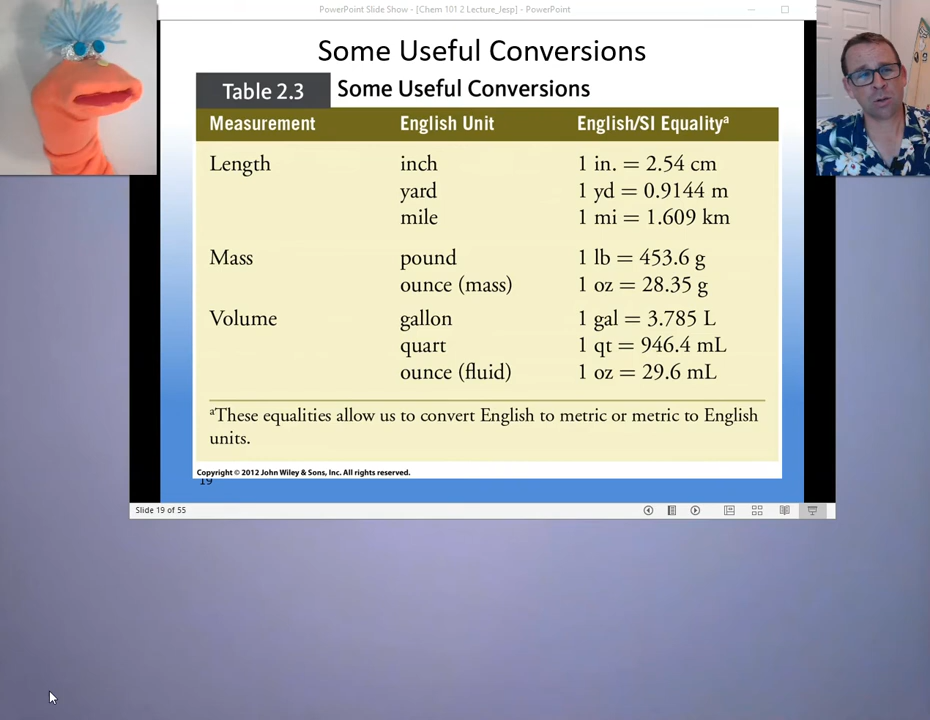 PowerPoint Slide Show - [Chem 101 2 Lecture_Jesp] - PowerPoint
Some Useful Conversions
Table 2.3 Some Useful Conversions
Measurement English Unit English/SI Equalityᵃ
Length inch 1 in. = 2.54 cm
yard 1 yd = 0.9144 m
mile 1 mi = 1.609 km
Mass pound 1 lb = 453.6 g
ounce (mass) 1 oz = 28.35 g
Volume gallon 1 gal = 3.785 L
quart 1 qt = 946.4 mL
ounce (fluid) 1 oz = 29.6 mL
ᵃThese equalities allow us to convert English to metric or metric to English
units.
Copyright © 2012 John Wiley & Sons, Inc. All rights reserved.
19
Slide 19 of 55